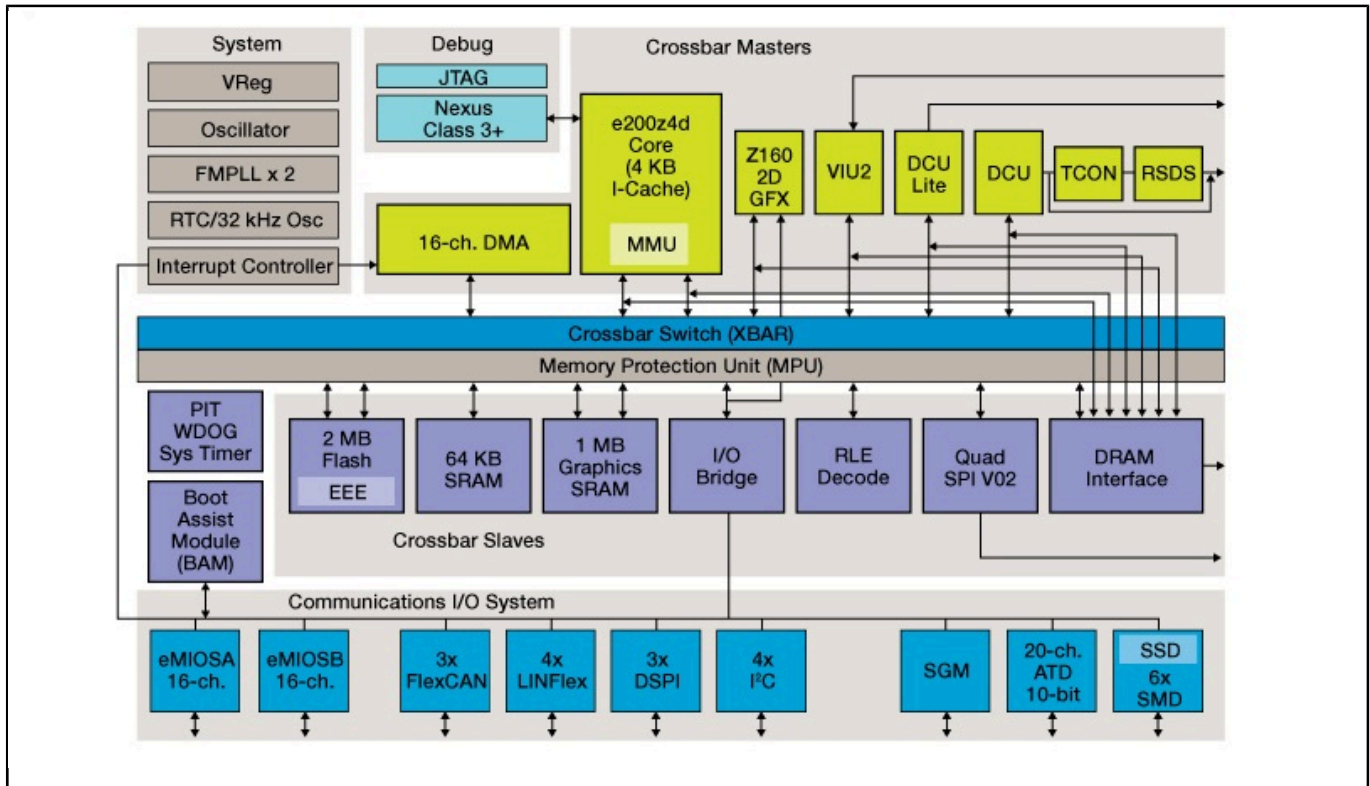 System
VReg
Oscillator
FMPLL x 2
RTC/32 kHz Osc
Interrupt Controller
Debug
JTAG
Nexus
Class 3+
Crossbar Masters
16-ch. DMA
e200z4d
Core
(4 KB
I-Cache)
MMU
Z160
2D
GFX
VIU2
DCU
Lite
DCU
TCON
RSDS
Crossbar Switch (XBAR)
Memory Protection Unit (MPU)
PIT
WDOG
Sys Timer
Boot
Assist
Module
(BAM)
2 MB
Flash
EEE
64 KB
SRAM
1 MB
Graphics
SRAM
I/O
Bridge
RLE
Decode
Quad
SPI V02
DRAM
Interface
Crossbar Slaves
Communications I/O System
eMIOSA
16-ch.
eMIOSB
16-ch.
3x
FlexCAN
4x
LINFlex
3x
DSPI
4x
I²C
SGM
20-ch.
ATD
10-bit
SSD
6x
SMD